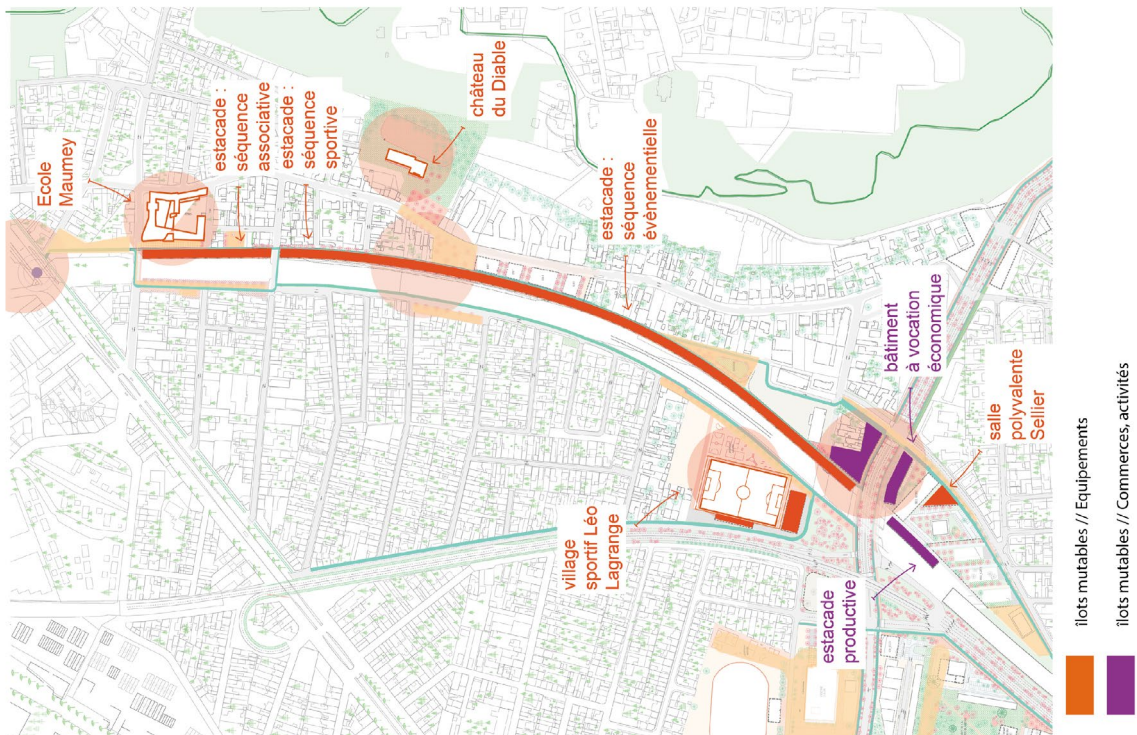 Ecole
Maumey
estacade :
séquence
associative
estacade :
séquence
sportive
château
du Diable
estacade :
séquence
évènementielle
bâtiment
à vocation
économique
salle
polyvalente
Sellier
village
sportif Léo
Lagrange
estacade
productive
îlots mutables // Equipements
îlots mutables // Commerces, activités